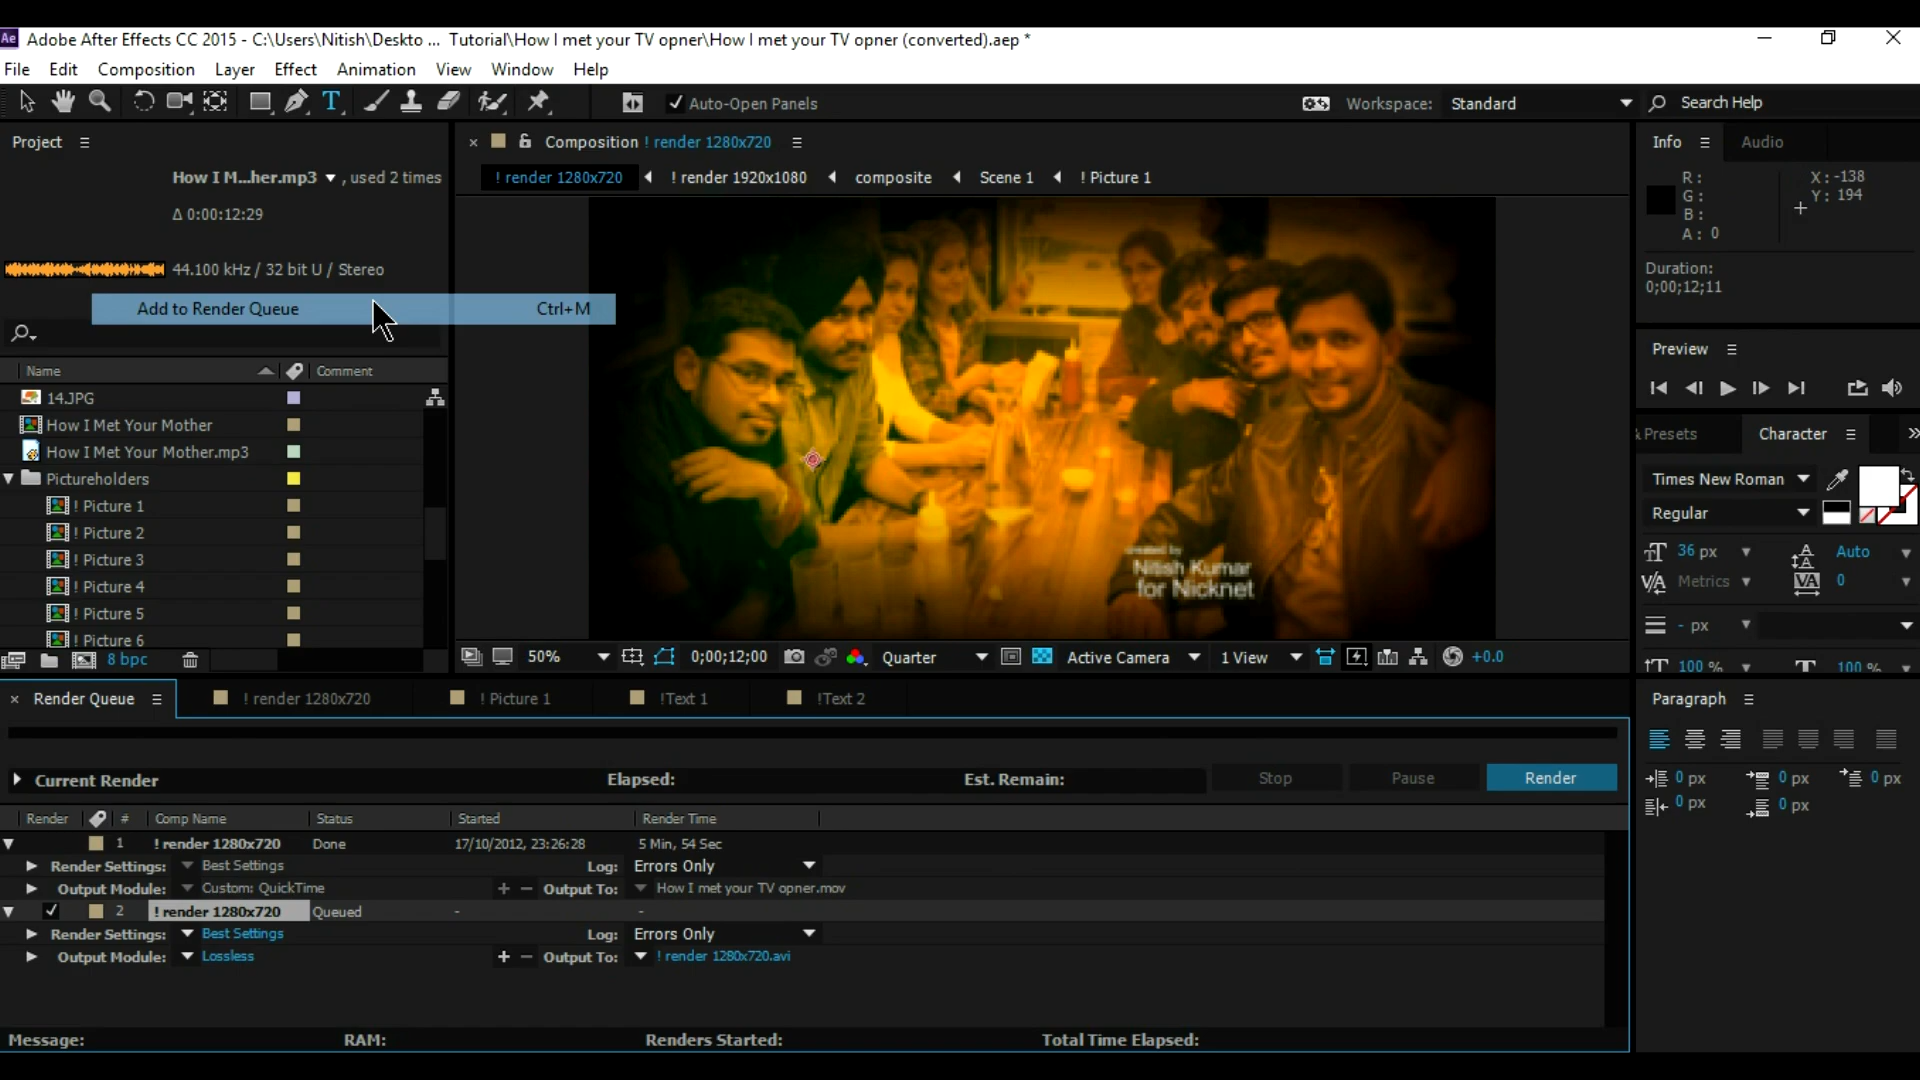 Ae Adobe After Effects CC 2015 - C:\Users\Nitish\Deskto ... Tutorial\How I met your TV opner\How I met your TV opner (converted).aep *
File Edit Composition Layer Effect Animation View Window Help
T Auto-Open Panels Workspace: Standard Search Help
Project
How I M...her.mp3 , used 2 times
Δ 0:00:12:29
44.100 kHz / 32 bit U / Stereo
Add to Render Queue Ctrl+M
Name Comment
14.JPG
How I Met Your Mother
How I Met Your Mother.mp3
Pictureholders
! Picture 1
! Picture 2
! Picture 3
! Picture 4
! Picture 5
! Picture 6
8 bpc
× Composition ! render 1280x720
! render 1280x720 ! render 1920x1080 composite Scene 1 ! Picture 1
created by
Nitish Kumar
for Nicknet
50% 0;00;12;00 Quarter Active Camera 1 View +0.0
Info Audio
R: X: -138
G: Y: 194
B:
A: 0
Duration:
0;00;12;11
Preview
& Presets Character »
Times New Roman
Regular
36 px Auto
Metrics 0
- px
100 % 100 %
× Render Queue ! render 1280x720 ! Picture 1 !Text 1 !Text 2
Current Render Elapsed: Est. Remain: Stop Pause Render
Render # Comp Name Status Started Render Time
1 ! render 1280x720 Done 17/10/2012, 23:26:28 5 Min, 54 Sec
Render Settings: Best Settings Log: Errors Only
Output Module: Custom: QuickTime + − Output To: How I met your TV opner.mov
2 ! render 1280x720 Queued - -
Render Settings: Best Settings Log: Errors Only
Output Module: Lossless + − Output To: ! render 1280x720.avi
Message: RAM: Renders Started: Total Time Elapsed:
Paragraph
0 px 0 px 0 px
0 px 0 px